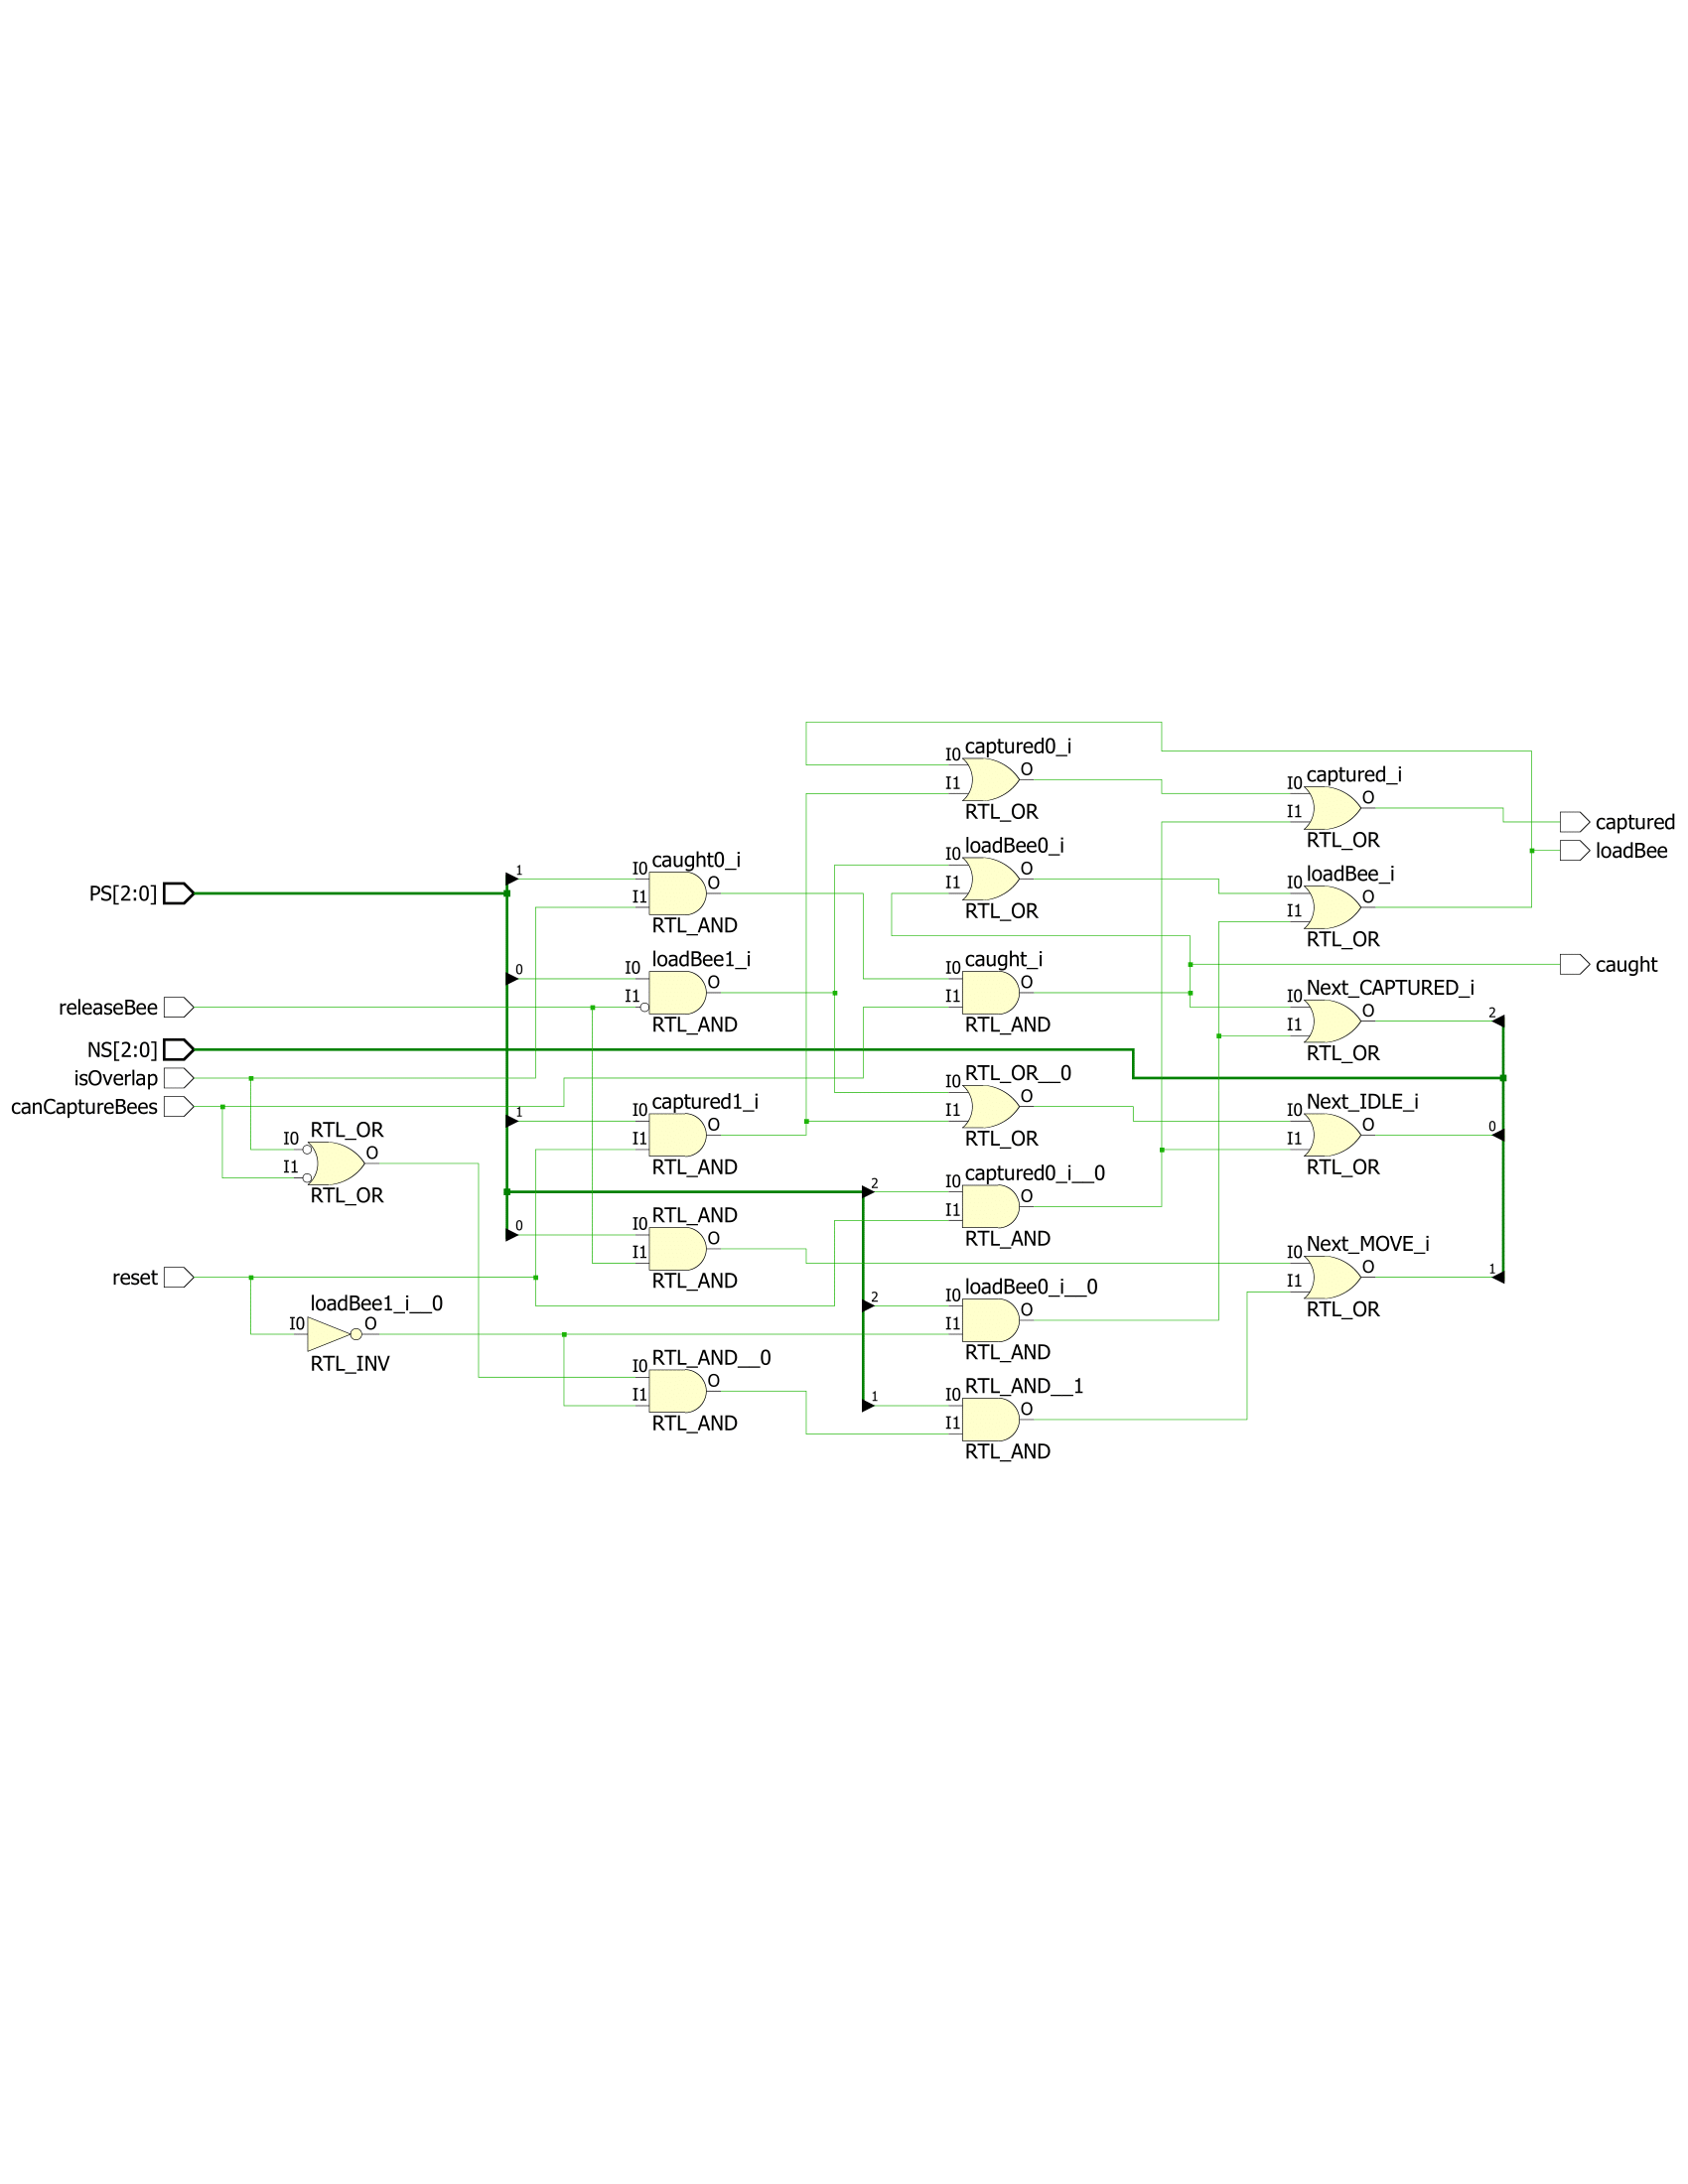 captured0_i
I0
O
I1
RTL_OR
captured_i
I0
O
I1
RTL_OR
captured
loadBee
loadBee0_i
I0
O
I1
RTL_OR
caught0_i
1
I0
O
I1
RTL_AND
loadBee_i
I0
O
I1
RTL_OR
PS[2:0]
loadBee1_i
0
I0
O
I1
RTL_AND
caught_i
I0
O
I1
RTL_AND
caught
releaseBee
Next_CAPTURED_i
I0
O
2
I1
RTL_OR
NS[2:0]
isOverlap
canCaptureBees
RTL_OR__0
I0
O
I1
RTL_OR
captured1_i
1
I0
O
I1
RTL_AND
Next_IDLE_i
I0
O
0
I1
RTL_OR
RTL_OR
I0
O
I1
RTL_OR
captured0_i__0
2
I0
O
I1
RTL_AND
RTL_AND
0
I0
O
I1
RTL_AND
Next_MOVE_i
I0
O
1
I1
RTL_OR
reset
loadBee1_i__0
I0
O
RTL_INV
loadBee0_i__0
2
I0
O
I1
RTL_AND
RTL_AND__0
I0
O
I1
RTL_AND
RTL_AND__1
1
I0
O
I1
RTL_AND